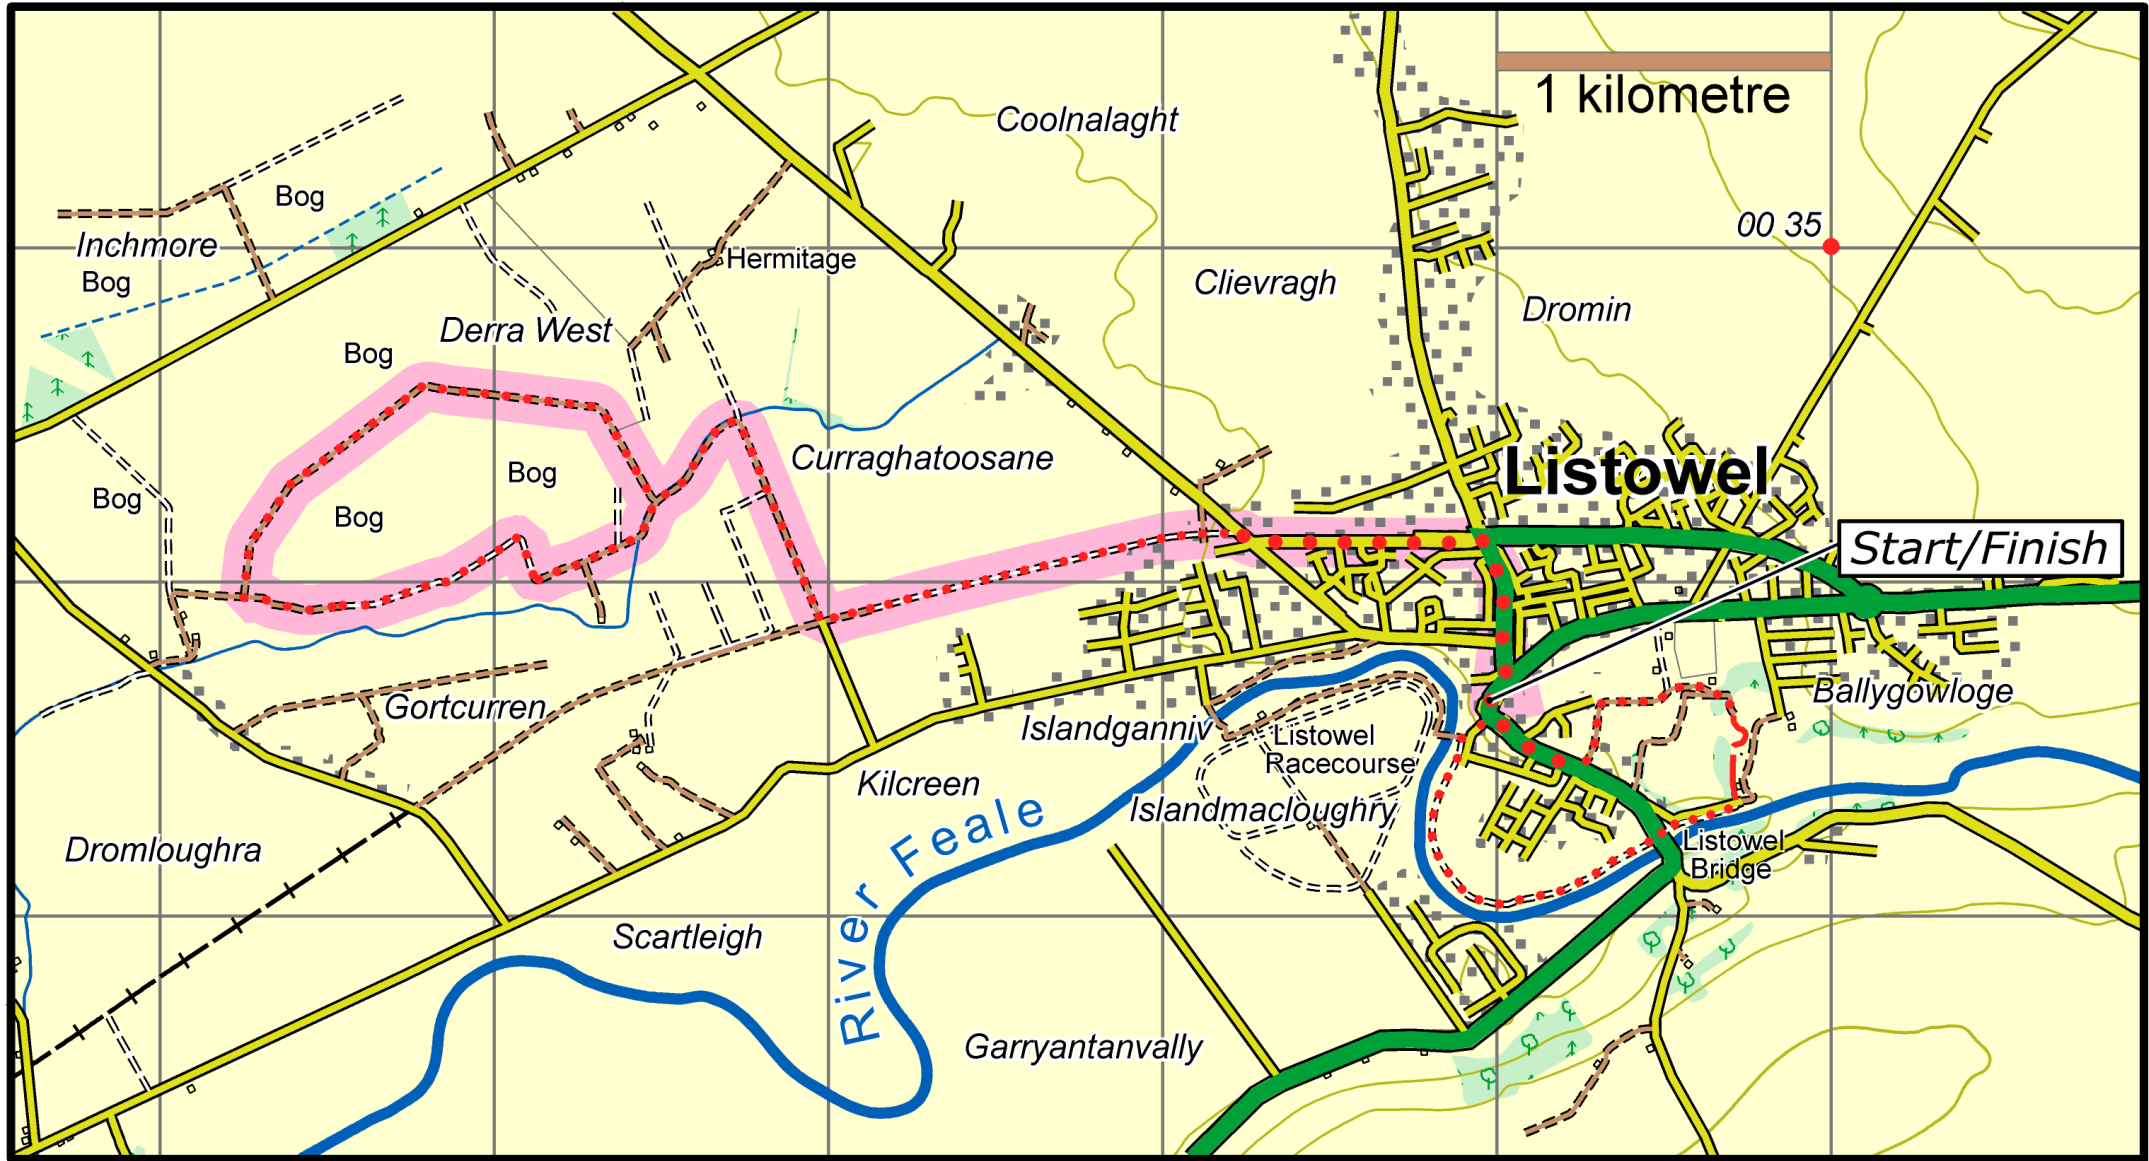 Coolnalaght
1 kilometre
Bog
Inchmore
Bog
Hermitage
00 35
Clievragh
Dromin
Derra West
Bog
Curraghatoosane
Listowel
Bog
Bog
Bog
Start/Finish
Gortcurren
Ballygowloge
Islandganniv
Listowel
Racecourse
Kilcreen
Islandmacloughry
River Feale
Dromloughra
Listowel
Bridge
Scartleigh
Garryantanvally